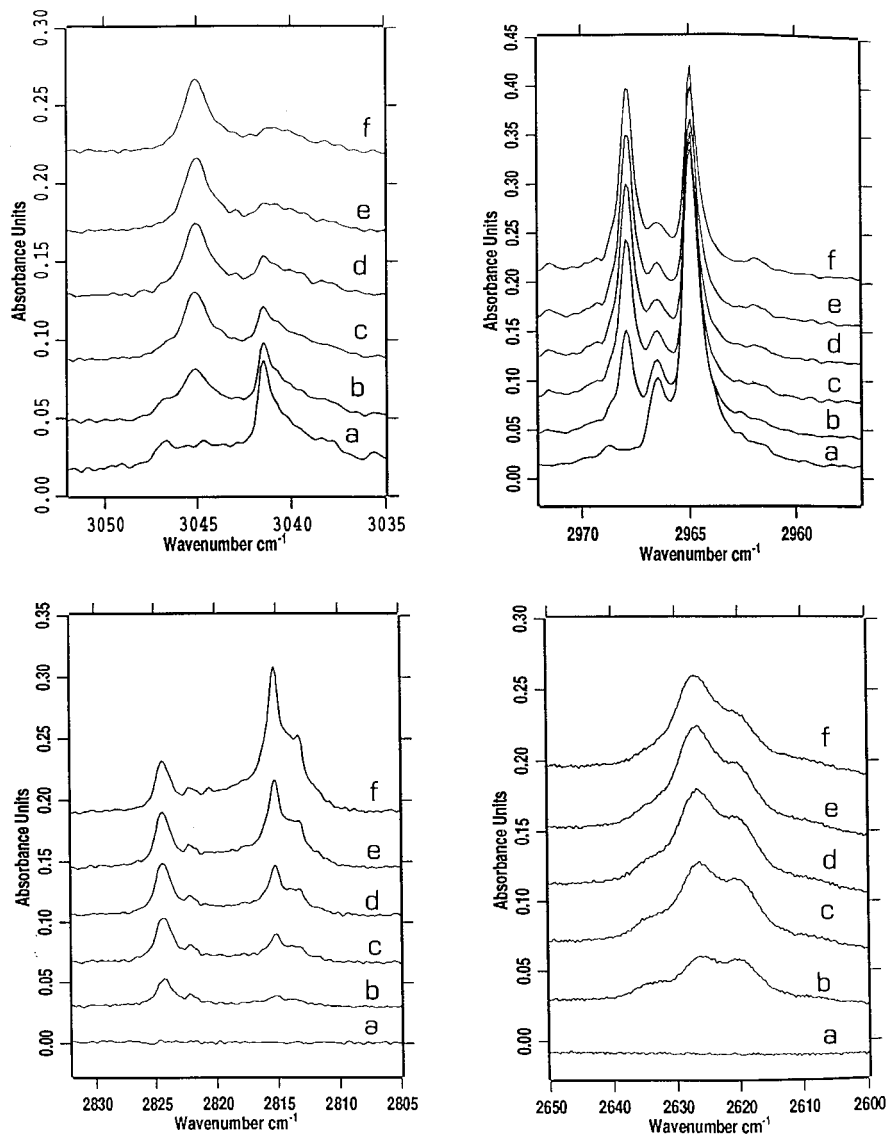 0.30
0.25
0.20
0.15
0.10
0.05
0.00
Absorbance Units
f
e
d
c
b
a
3050
3045
3040
3035
Wavenumber cm-1
0.45
0.40
0.35
0.30
0.25
0.20
0.15
0.10
0.05
0.00
Absorbance Units
f
e
d
c
b
a
2970
2965
2960
Wavenumber cm-1
0.35
0.30
0.25
0.20
0.15
0.10
0.05
0.00
Absorbance Units
f
e
d
c
b
a
2830
2825
2820
2815
2810
2805
Wavenumber cm-1
0.30
0.25
0.20
0.15
0.10
0.05
0.00
Absorbance Units
f
e
d
c
b
a
2650
2640
2630
2620
2610
2600
Wavenumber cm-1